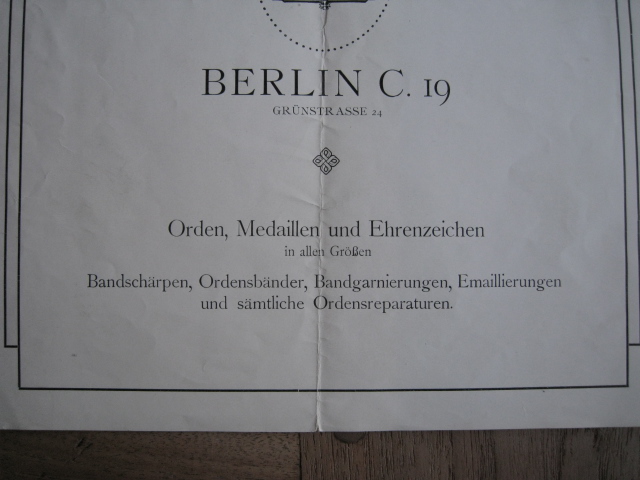 BERLIN C. 19
GRÜNSTRASSE 24
Orden, Medaillen und Ehrenzeichen
in allen Größen
Bandschärpen, Ordensbänder, Bandgarnierungen, Emaillierungen
und sämtliche Ordensreparaturen.